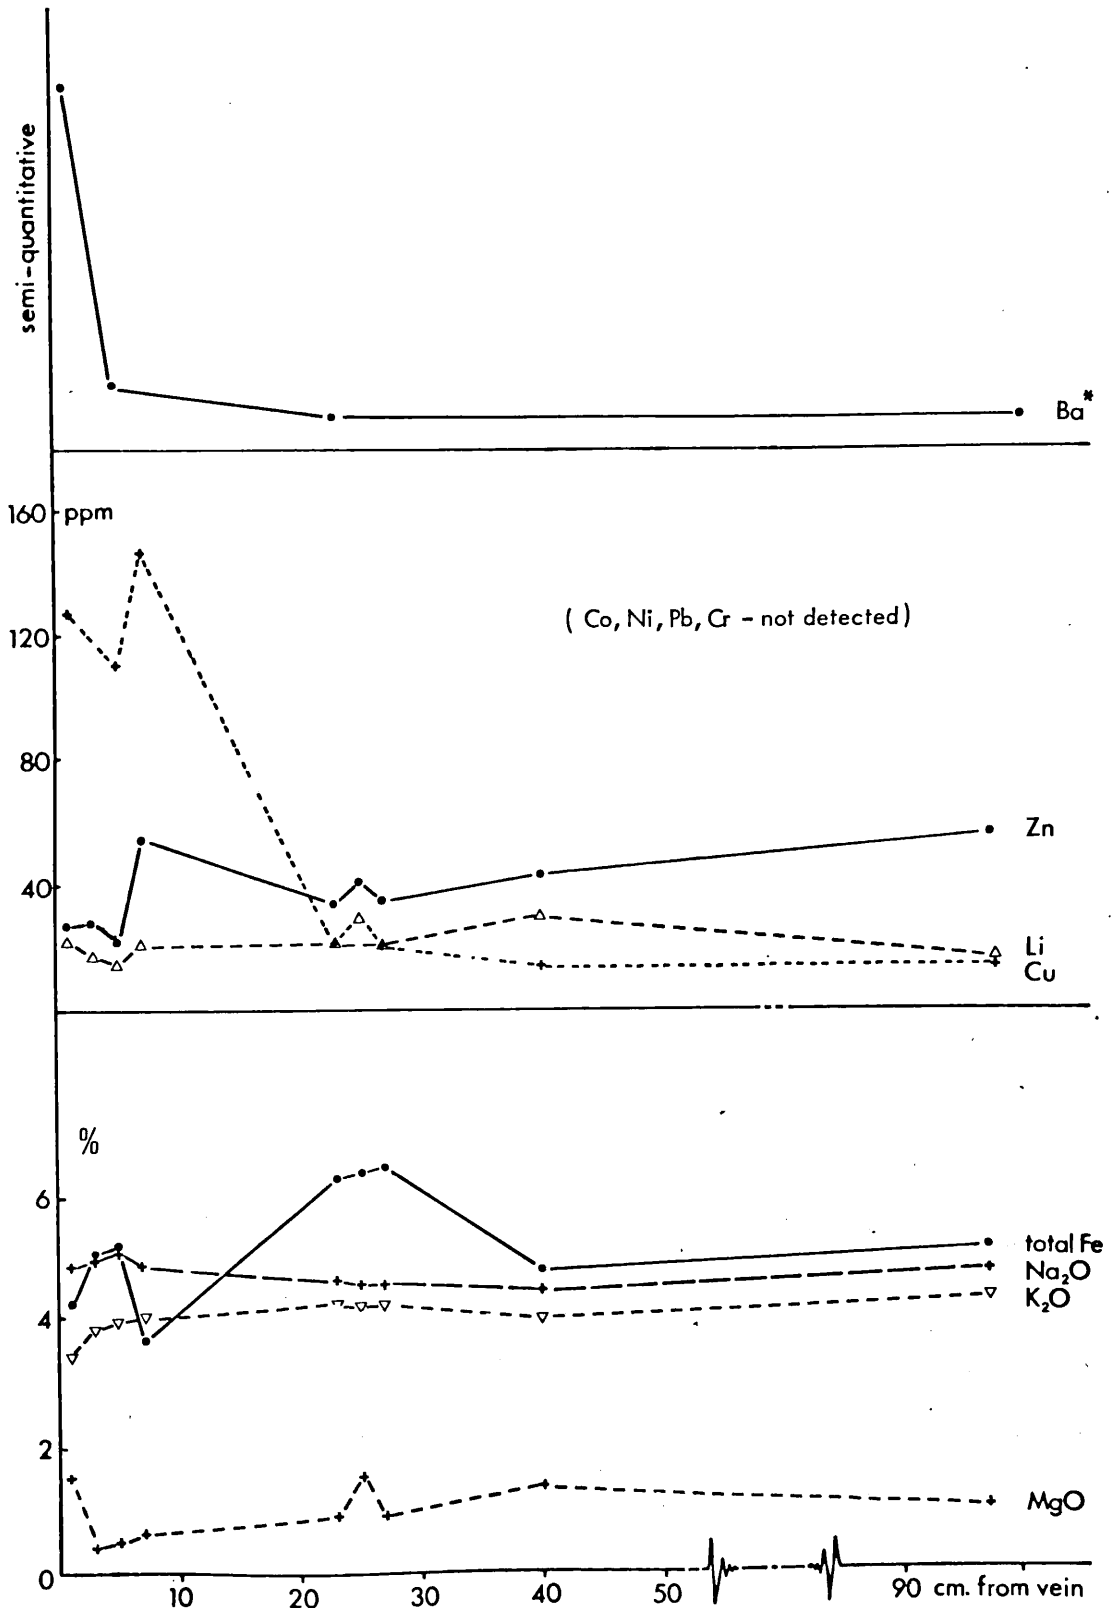 semi-quantitative
Ba*
160 ppm
( Co, Ni, Pb, Cr - not detected)
120
80
Zn
40
Li
Cu
%
6
total Fe
Na₂O
K₂O
4
2
MgO
0
10 20 30 40 50 90 cm. from vein